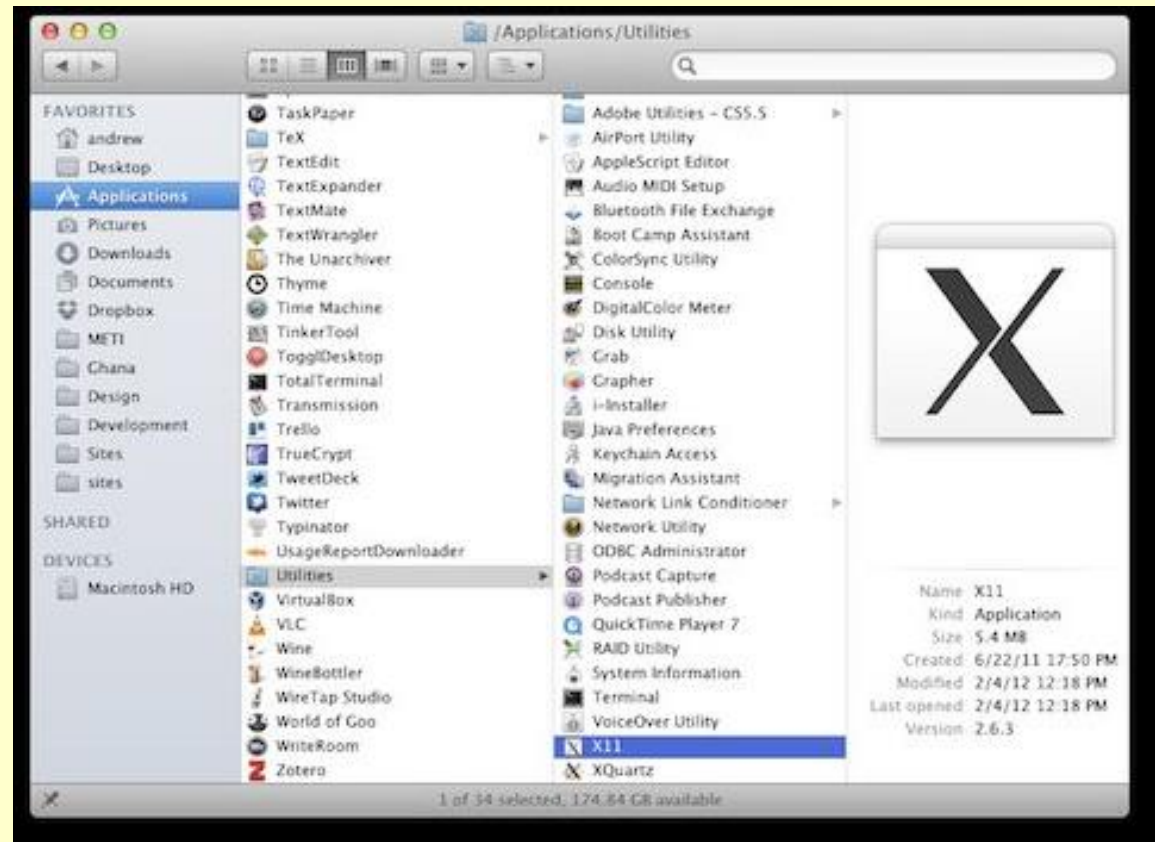 /Applications/Utilities
FAVORITES
andrew
Desktop
Applications
Pictures
Downloads
Documents
Dropbox
METI
Ghana
Design
Development
Sites
sites
SHARED
DEVICES
Macintosh HD
TaskPaper
TeX
TextEdit
TextExpander
TextMate
TextWrangler
The Unarchiver
Thyme
Time Machine
TinkerTool
TogglDesktop
TotalTerminal
Transmission
Trello
TrueCrypt
TweetDeck
Twitter
Typinator
UsageReportDownloader
Utilities
VirtualBox
VLC
Wine
WineBottler
WireTap Studio
World of Goo
WriteRoom
Zotero
Adobe Utilities – CS5.5
AirPort Utility
AppleScript Editor
Audio MIDI Setup
Bluetooth File Exchange
Boot Camp Assistant
ColorSync Utility
Console
DigitalColor Meter
Disk Utility
Grab
Grapher
i-Installer
Java Preferences
Keychain Access
Migration Assistant
Network Link Conditioner
Network Utility
ODBC Administrator
Podcast Capture
Podcast Publisher
QuickTime Player 7
RAID Utility
System Information
Terminal
VoiceOver Utility
X11
XQuartz
X
Name X11
Kind Application
Size 5.4 MB
Created 6/22/11 17:50 PM
Modified 2/4/12 12:18 PM
Last opened 2/4/12 12:18 PM
Version 2.6.3
1 of 34 selected, 174.84 GB available